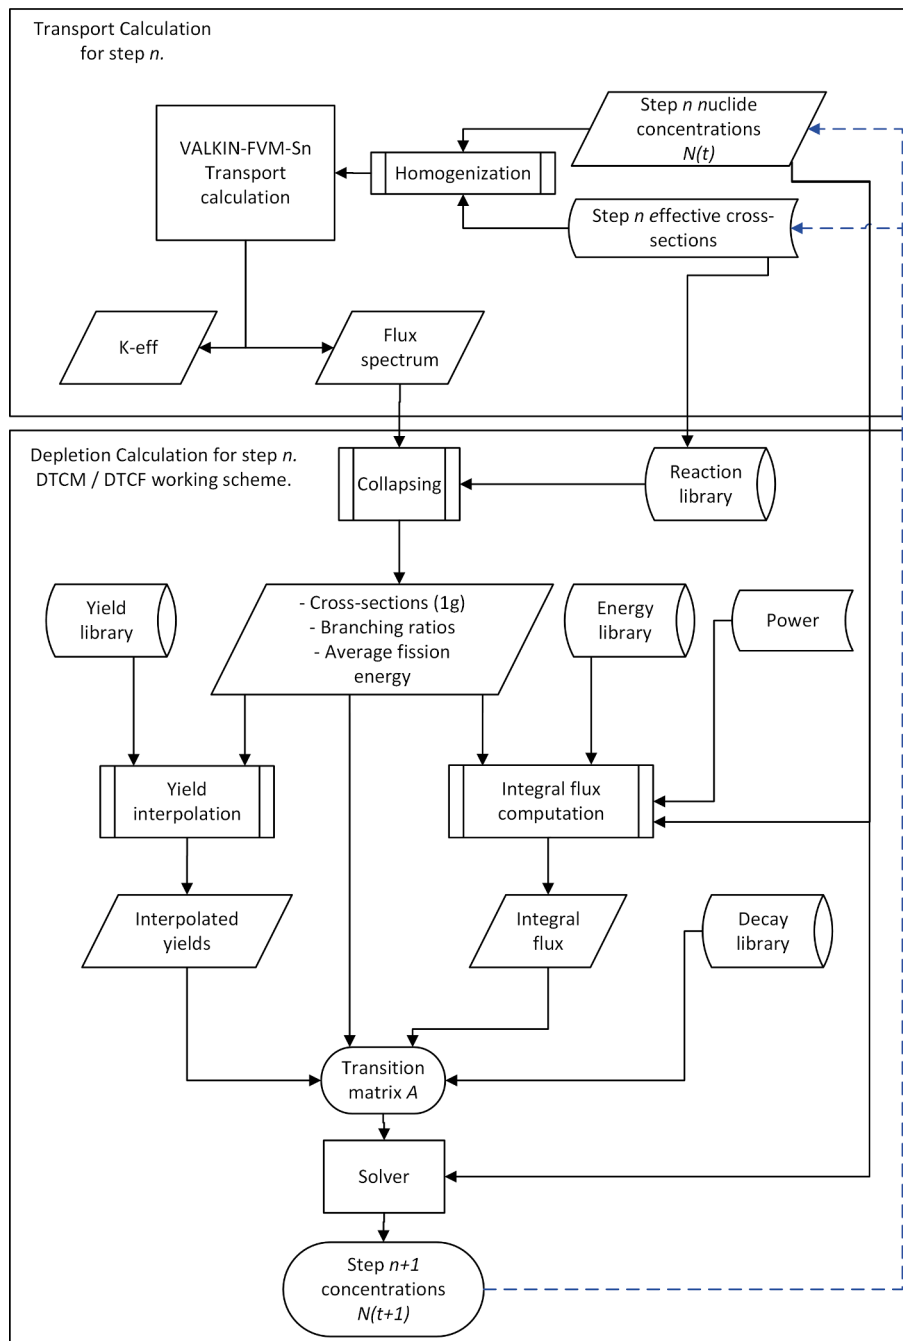 Transport Calculation
for step n.
Step n nuclide
concentrations
N(t)
VALKIN-FVM-Sn
Transport
calculation
Homogenization
Step n effective cross-
sections
K-eff
Flux
spectrum
Depletion Calculation for step n.
DTCM / DTCF working scheme.
Collapsing
Reaction
library
Yield
library
- Cross-sections (1g)
- Branching ratios
- Average fission
energy
Energy
library
Power
Yield
interpolation
Integral flux
computation
Interpolated
yields
Integral
flux
Decay
library
Transition
matrix A
Solver
Step n+1
concentrations
N(t+1)